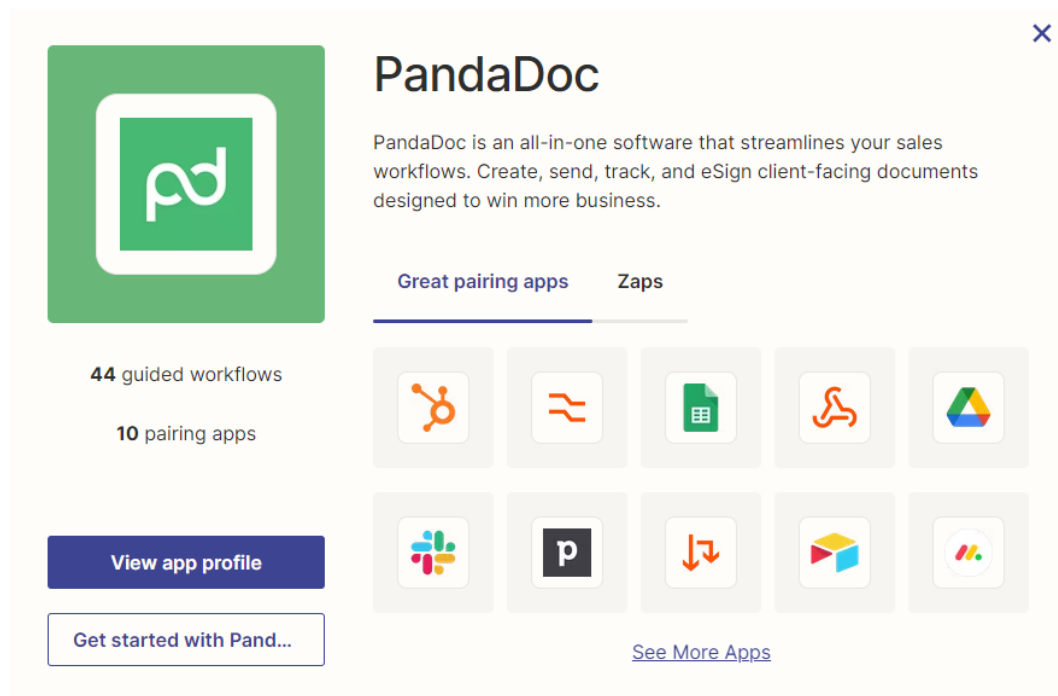 PandaDoc
PandaDoc is an all-in-one software that streamlines your sales
workflows. Create, send, track, and eSign client-facing documents
designed to win more business.
pd
Great pairing apps
Zaps
44 guided workflows
10 pairing apps
p
View app profile
Get started with Pand...
See More Apps